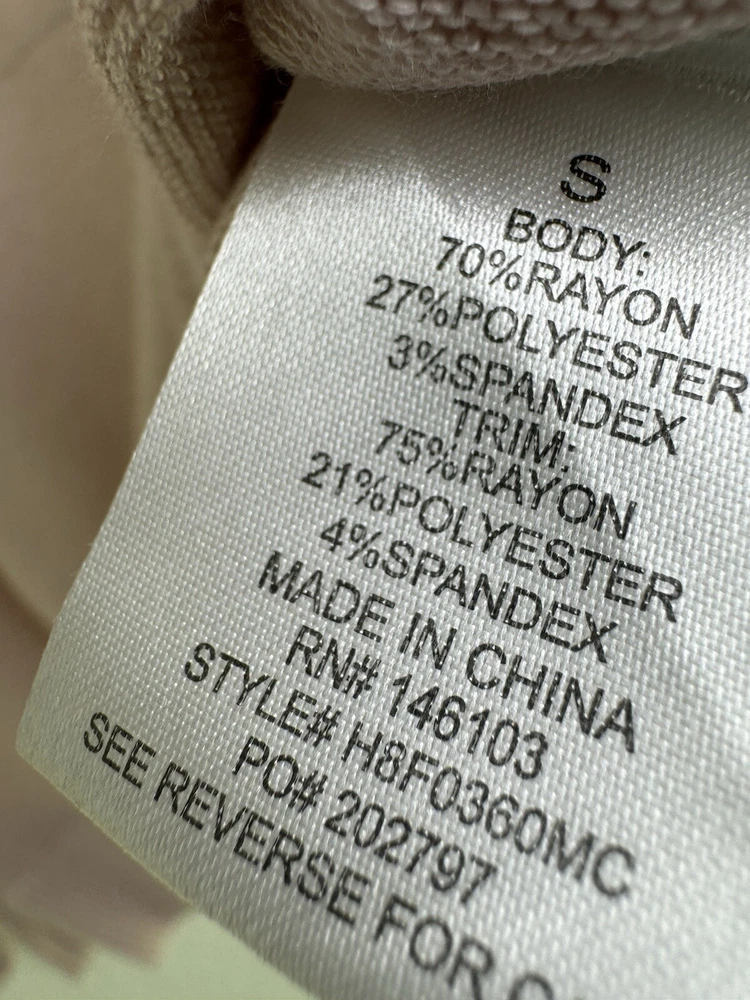 S
BODY:
70%RAYON
27%POLYESTER
3%SPANDEX
TRIM:
75%RAYON
21%POLYESTER
4%SPANDEX
MADE IN CHINA
RN# 146103
STYLE# H8F0360MC
PO# 202797
SEE REVERSE FOR